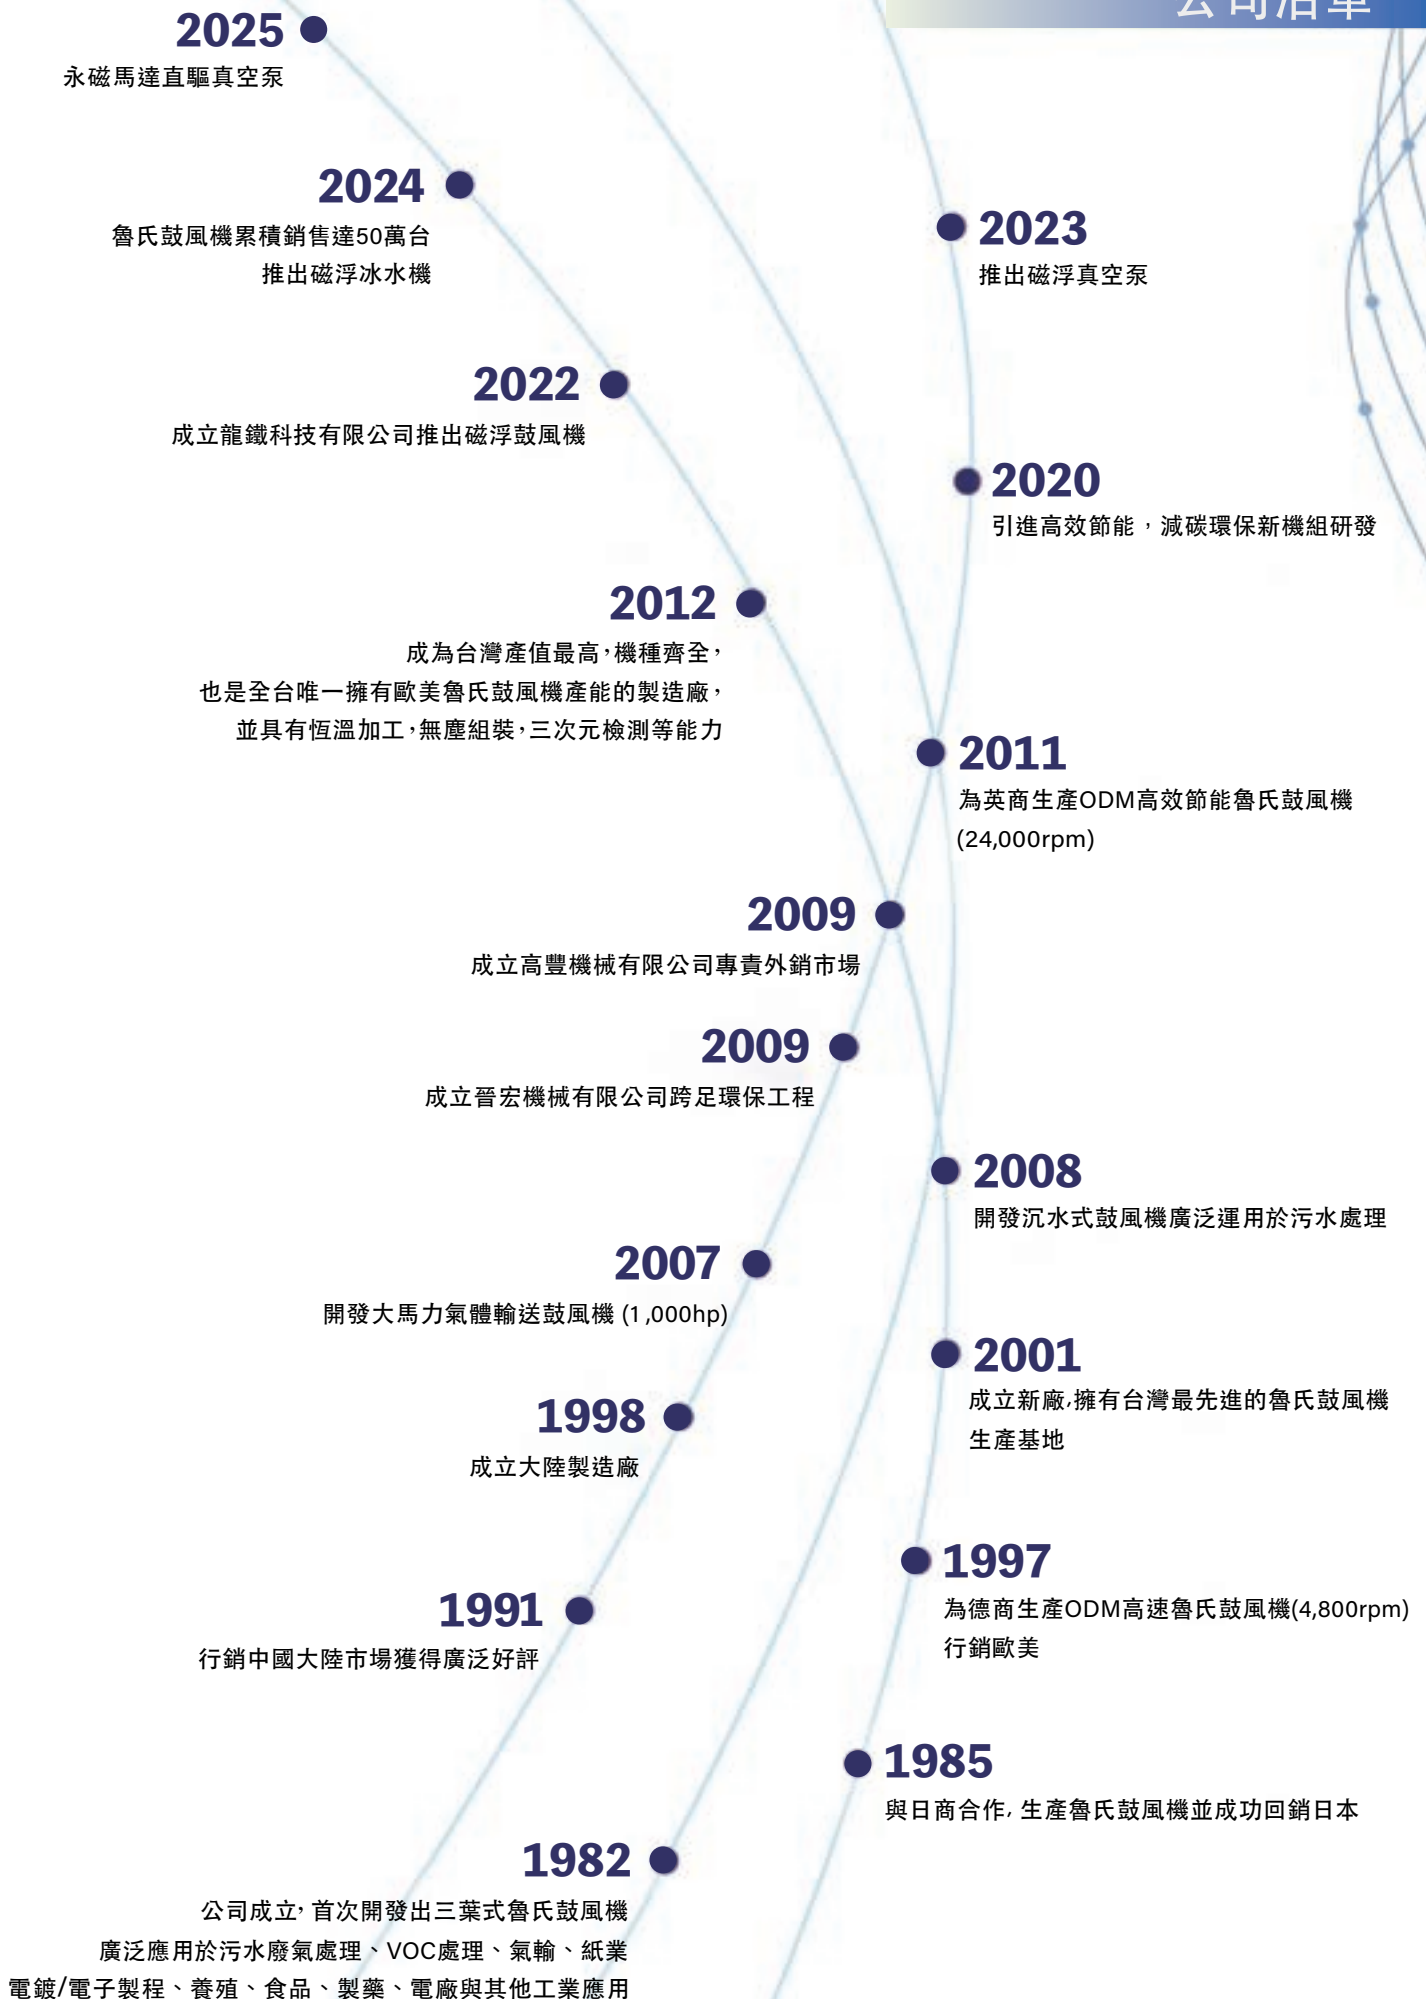 公司沿革
2025
永磁馬達直驅真空泵
2024
魯氏鼓風機累積銷售達50萬台
推出磁浮冰水機
2023
推出磁浮真空泵
2022
成立龍鐵科技有限公司推出磁浮鼓風機
2020
引進高效節能，減碳環保新機組研發
2012
成為台灣產值最高，機種齊全，
也是全台唯一擁有歐美魯氏鼓風機產能的製造廠，
並具有恆溫加工，無塵組裝，三次元檢測等能力
2011
為英商生產ODM高效節能魯氏鼓風機
(24,000rpm)
2009
成立高豐機械有限公司專責外銷市場
2009
成立晉宏機械有限公司跨足環保工程
2008
開發沉水式鼓風機廣泛運用於污水處理
2007
開發大馬力氣體輸送鼓風機 (1,000hp)
2001
成立新廠,擁有台灣最先進的魯氏鼓風機
生產基地
1998
成立大陸製造廠
1997
為德商生產ODM高速魯氏鼓風機(4,800rpm)
行銷歐美
1991
行銷中國大陸市場獲得廣泛好評
1985
與日商合作, 生產魯氏鼓風機並成功回銷日本
1982
公司成立，首次開發出三葉式魯氏鼓風機
廣泛應用於污水廢氣處理、VOC處理、氣輸、紙業
電鍍/電子製程、養殖、食品、製藥、電廠與其他工業應用